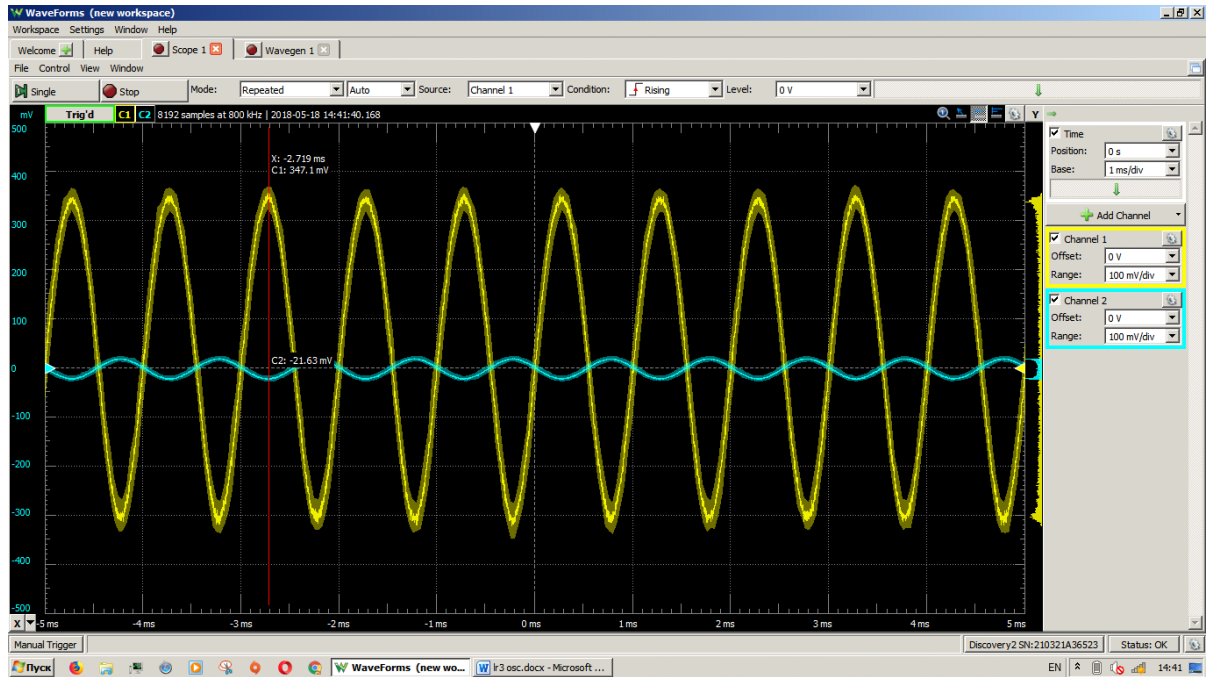 WaveForms (new workspace)
Workspace Settings Window Help
Welcome Help Scope 1 Wavegen 1
File Control View Window
Single Stop Mode: Repeated Auto Source: Channel 1 Condition: Rising Level: 0 V
mV Trig'd C1 C2 8192 samples at 800 kHz | 2018-05-18 14:41:40.168 Y
500
X: -2.719 ms
C1: 347.1 mV
400
300
200
100
C2: -21.63 mV
0
-100
-200
-300
-400
-500
X -5 ms -4 ms -3 ms -2 ms -1 ms 0 ms 1 ms 2 ms 3 ms 4 ms 5 ms
Time
Position: 0 s
Base: 1 ms/div
Add Channel
Channel 1
Offset: 0 V
Range: 100 mV/div
Channel 2
Offset: 0 V
Range: 100 mV/div
Manual Trigger Discovery2 SN:210321A36523 Status: OK
Пуск WaveForms (new wo... lr3 osc.docx - Microsoft ... EN 14:41